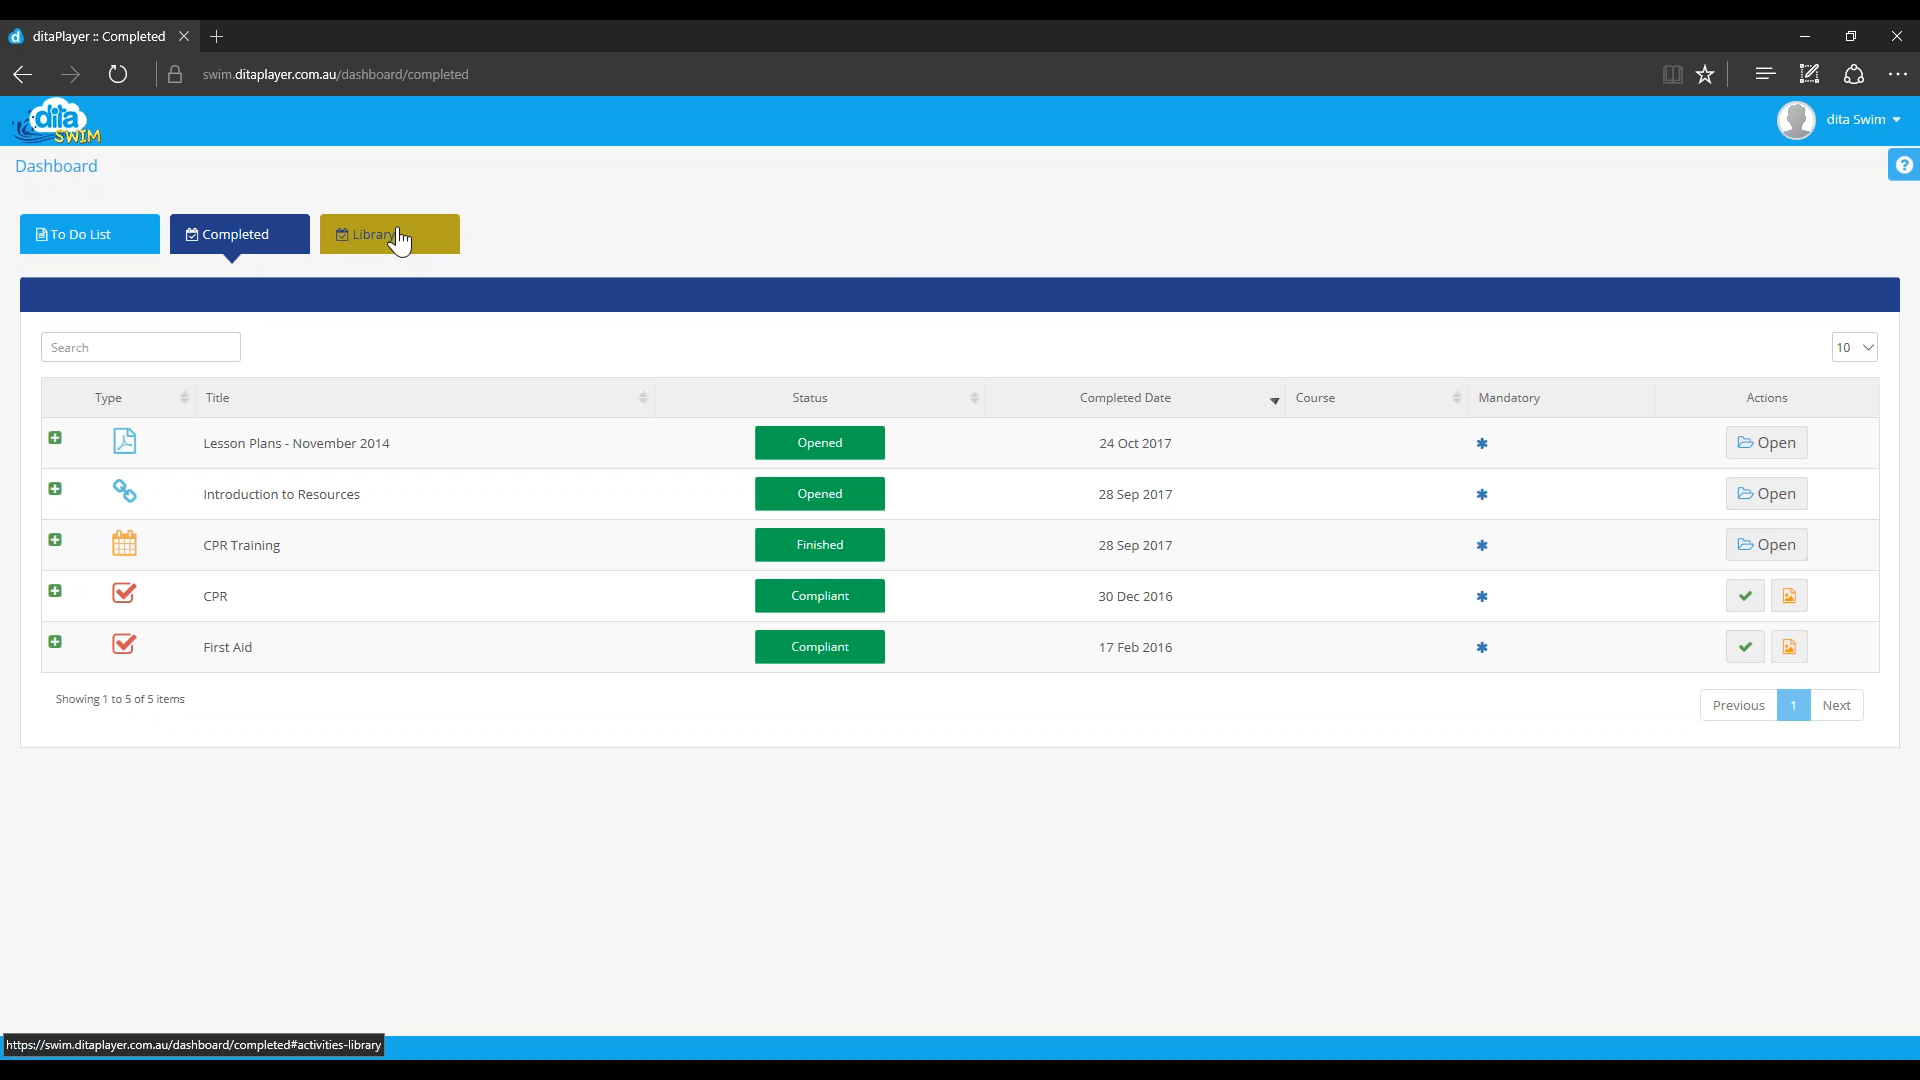 ditaPlayer :: Completed
swim.ditaplayer.com.au/dashboard/completed
dita
SWIM
dita Swim
Dashboard
?
To Do List
Completed
Library
Search
10
Type Title Status Completed Date Course Mandatory Actions
Lesson Plans - November 2014 Opened 24 Oct 2017 * Open
Introduction to Resources Opened 28 Sep 2017 * Open
CPR Training Finished 28 Sep 2017 * Open
CPR Compliant 30 Dec 2016 *
First Aid Compliant 17 Feb 2016 *
Showing 1 to 5 of 5 items
Previous 1 Next
https://swim.ditaplayer.com.au/dashboard/completed#activities-library